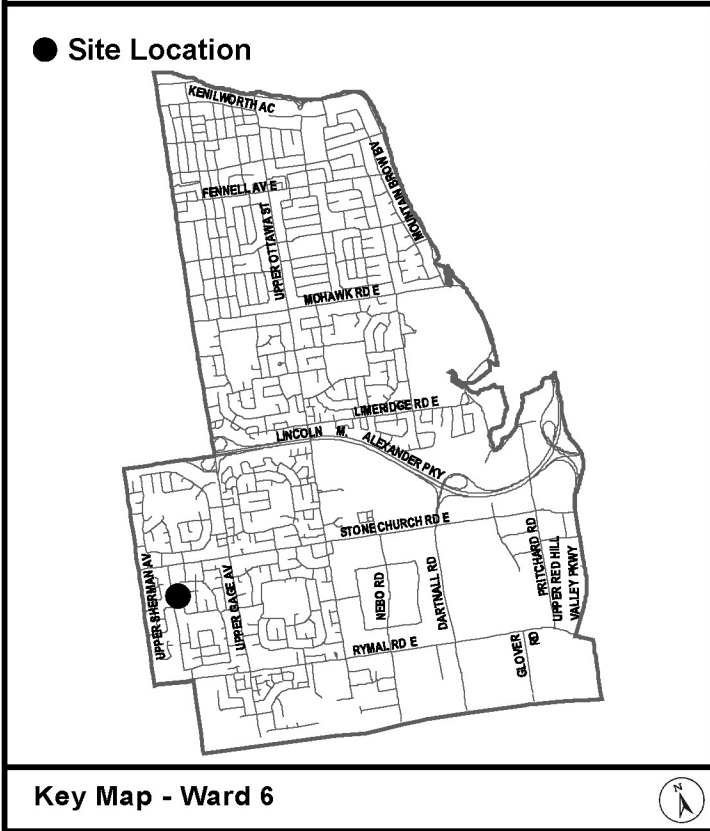 Site Location
KENILWORTH AC
MOUNTAIN BROW BV
FENNELL AV E
UPPER OTTAWA ST
MOHAWK RD E
LIMERIDGE RD E
LINCOLN M. ALEXANDER PKY
STONE CHURCH RD E
UPPER SHERMAN AV
UPPER GAGE AV
NEBO RD
DARTNALL RD
PRITCHARD RD
UPPER RED HILL
VALLEY PKWY
RYMAL RD E
GLOVER
RD
Key Map - Ward 6
N